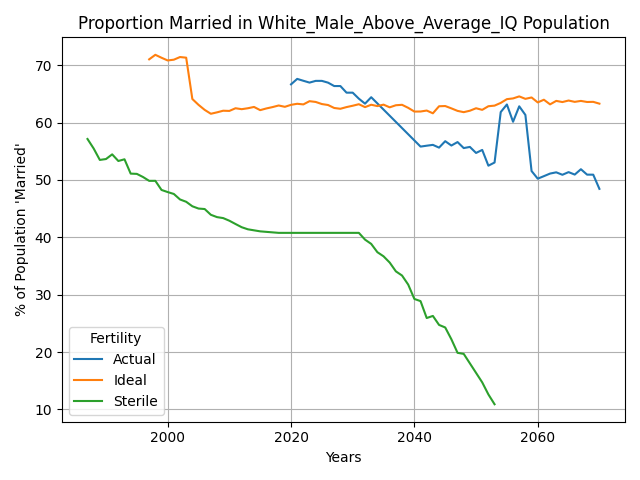 Proportion Married in White_Male_Above_Average_IQ Population
% of Population 'Married'
70
60
50
40
30
20
10
Fertility
Actual
Ideal
Sterile
2000
2020
2040
2060
Years